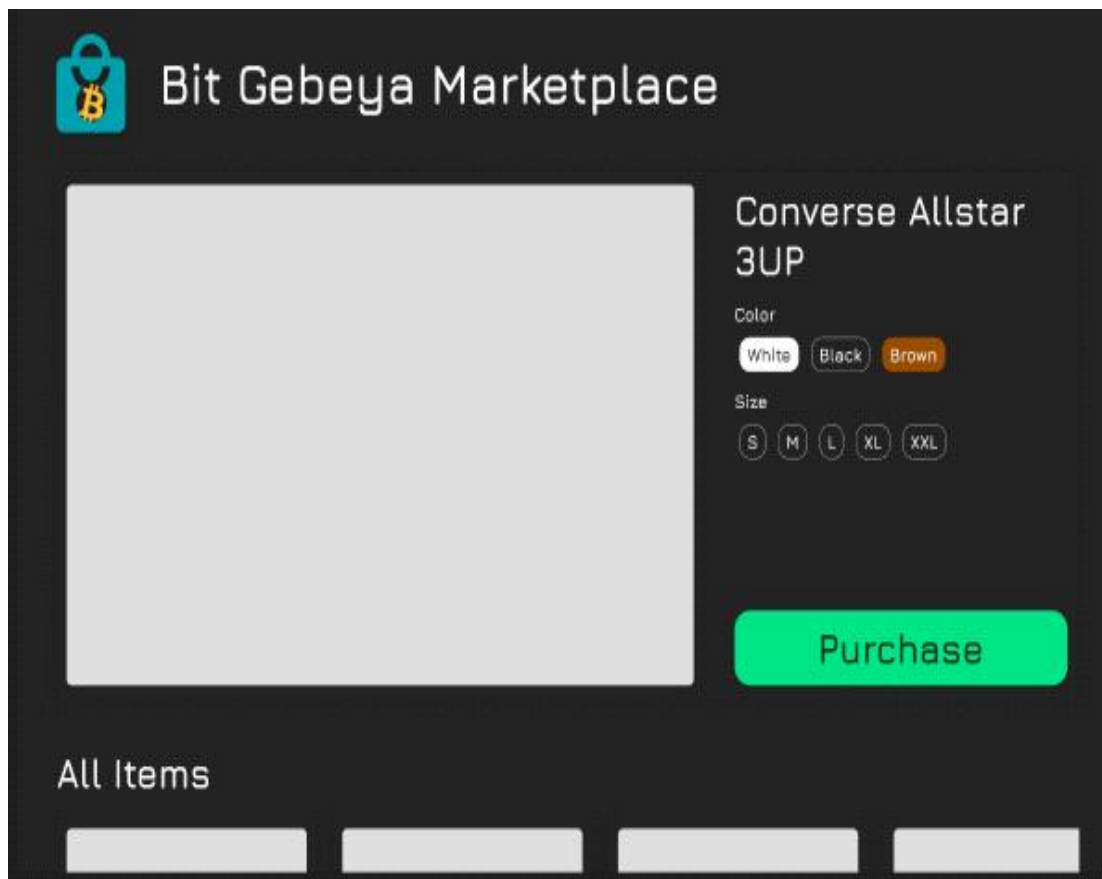 Bit Gebeya Marketplace
Converse Allstar
3UP
Color
White Black Brown
Size
S M L XL XXL
Purchase
All Items